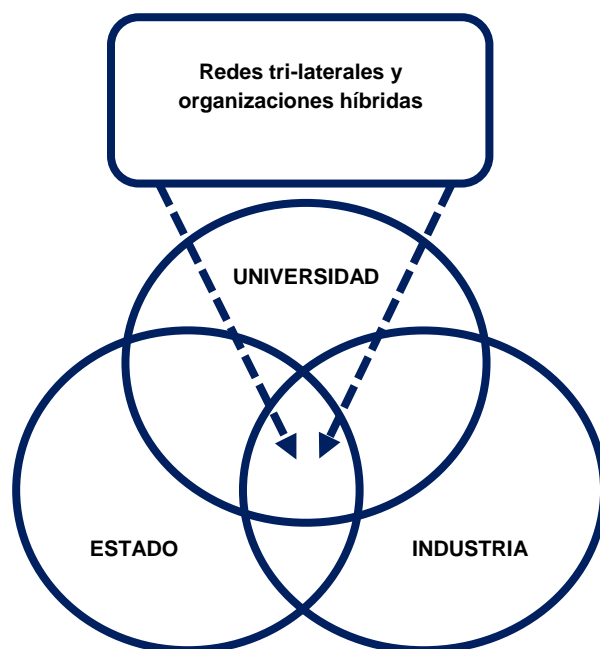 Redes tri-laterales y
organizaciones híbridas
UNIVERSIDAD
ESTADO
INDUSTRIA